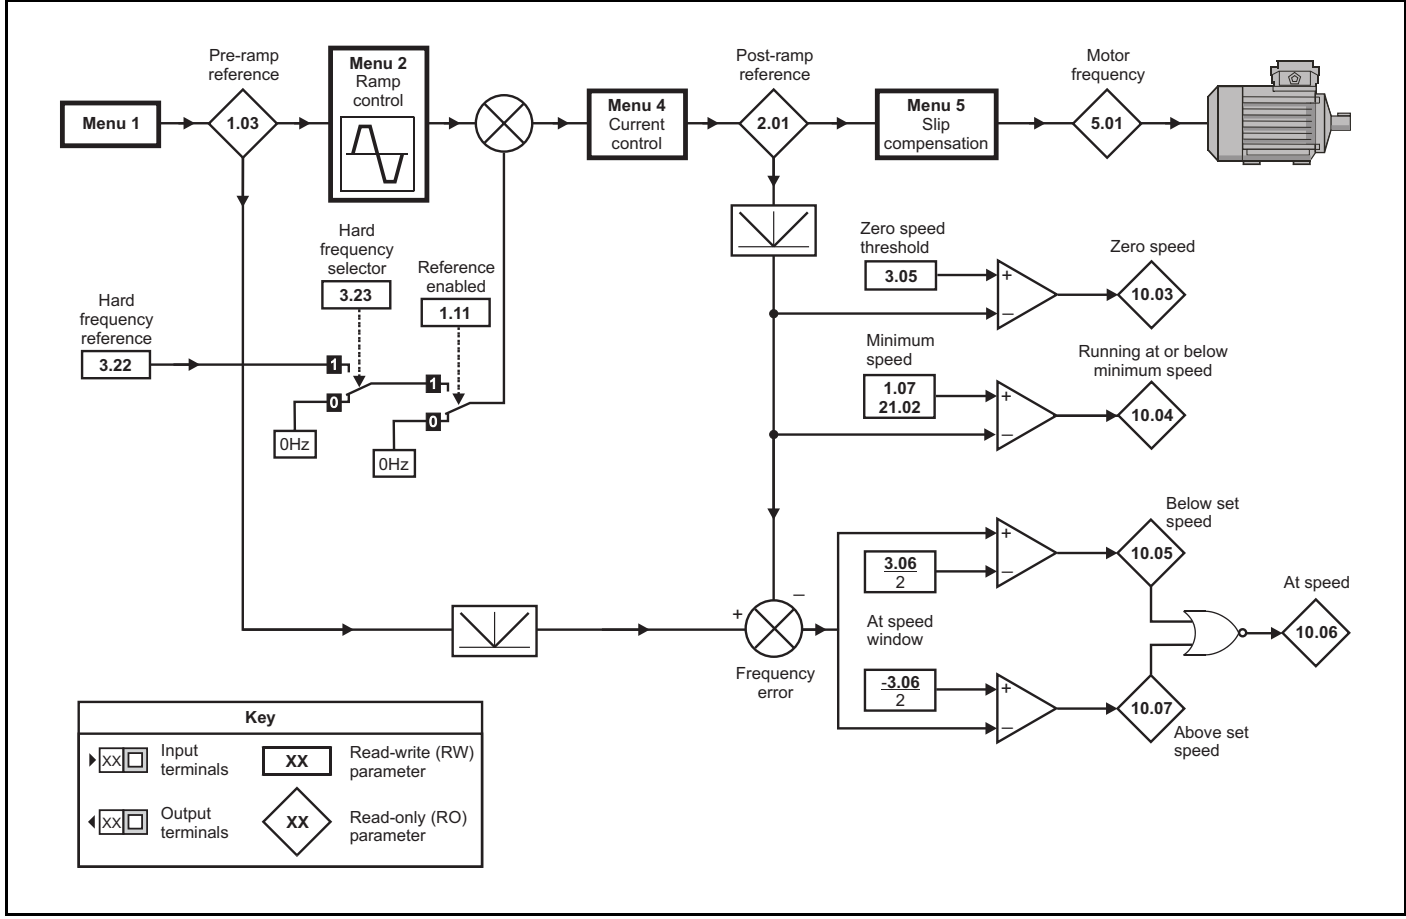 Pre-ramp
reference
Menu 1
1.03
Menu 2
Ramp
control
Menu 4
Current
control
Post-ramp
reference
2.01
Menu 5
Slip
compensation
Motor
frequency
5.01
Hard
frequency
selector
3.23
Reference
enabled
1.11
Hard
frequency
reference
3.22
1
0
0Hz
1
0
0Hz
Zero speed
threshold
3.05
+
–
Zero speed
10.03
Minimum
speed
1.07
21.02
+
–
Running at or below
minimum speed
10.04
Below set
speed
+
–
3.06
2
10.05
At speed
window
+
–
Frequency
error
-3.06
2
+
–
10.07
Above set
speed
At speed
10.06
Key
XX
Input
terminals
XX
Read-write (RW)
parameter
XX
Output
terminals
XX
Read-only (RO)
parameter